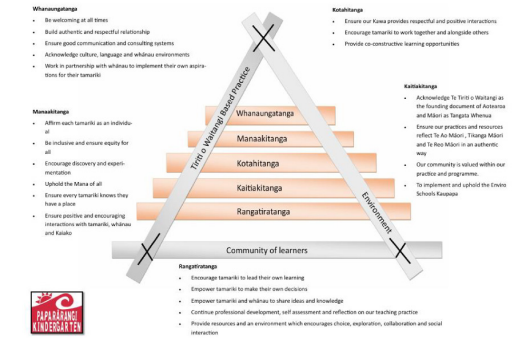 Whanaungatanga
• Be welcoming at all times
• Build authentic and respectful relationship
• Ensure good communication and consulting systems
• Acknowledge culture, language and whānau environments
• Work in partnership with whānau to implement their own aspira-
tions for their tamariki
Kotahitanga
• Ensure our Kawa provides respectful and positive interactions
• Encourage tamariki to work together and alongside others
• Provide co-constructive learning opportunities
Manaakitanga
• Affirm each tamariki as an individu-
al
• Be inclusive and ensure equity for
all
• Encourage discovery and experi-
mentation
• Uphold the Mana of all
• Ensure every tamariki knows they
have a place
• Ensure positive and encouraging
interactions with tamariki, whānau
and Kaiako
Tiriti o Waitangi Based Practice
Whanaungatanga
Manaakitanga
Kotahitanga
Kaitiakitanga
Rangatiratanga
Environment
Community of learners
Kaitiakitanga
• Acknowledge Te Tiriti o Waitangi as
the founding document of Aotearoa
and Māori as Tangata Whenua
• Ensure our practices and resources
reflect Te Ao Māori , Tikanga Māori
and Te Reo Māori in an authentic
way
• Our community is valued within our
practice and programme.
• To implement and uphold the Enviro
Schools Kaupapa
Rangatiratanga
• Encourage tamariki to lead their own learning
• Empower tamariki to make their own decisions
• Empower tamariki and whānau to share ideas and knowledge
• Continue professional development, self assessment and reflection on our teaching practice
• Provide resources and an environment which encourages choice, exploration, collaboration and social
interaction
PAPARĀRANGI
KINDERGARTEN